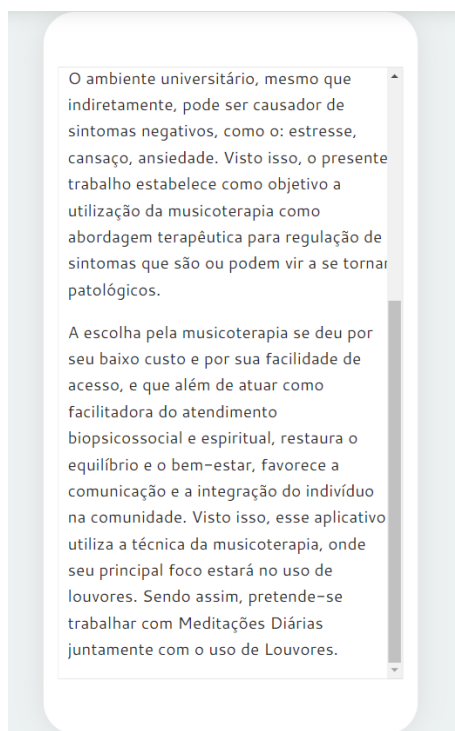 O ambiente universitário, mesmo que
indiretamente, pode ser causador de
sintomas negativos, como o: estresse,
cansaço, ansiedade. Visto isso, o presente
trabalho estabelece como objetivo a
utilização da musicoterapia como
abordagem terapêutica para regulação de
sintomas que são ou podem vir a se tornar
patológicos.
A escolha pela musicoterapia se deu por
seu baixo custo e por sua facilidade de
acesso, e que além de atuar como
facilitadora do atendimento
biopsicossocial e espiritual, restaura o
equilíbrio e o bem-estar, favorece a
comunicação e a integração do indivíduo
na comunidade. Visto isso, esse aplicativo
utiliza a técnica da musicoterapia, onde
seu principal foco estará no uso de
louvores. Sendo assim, pretende-se
trabalhar com Meditações Diárias
juntamente com o uso de Louvores.